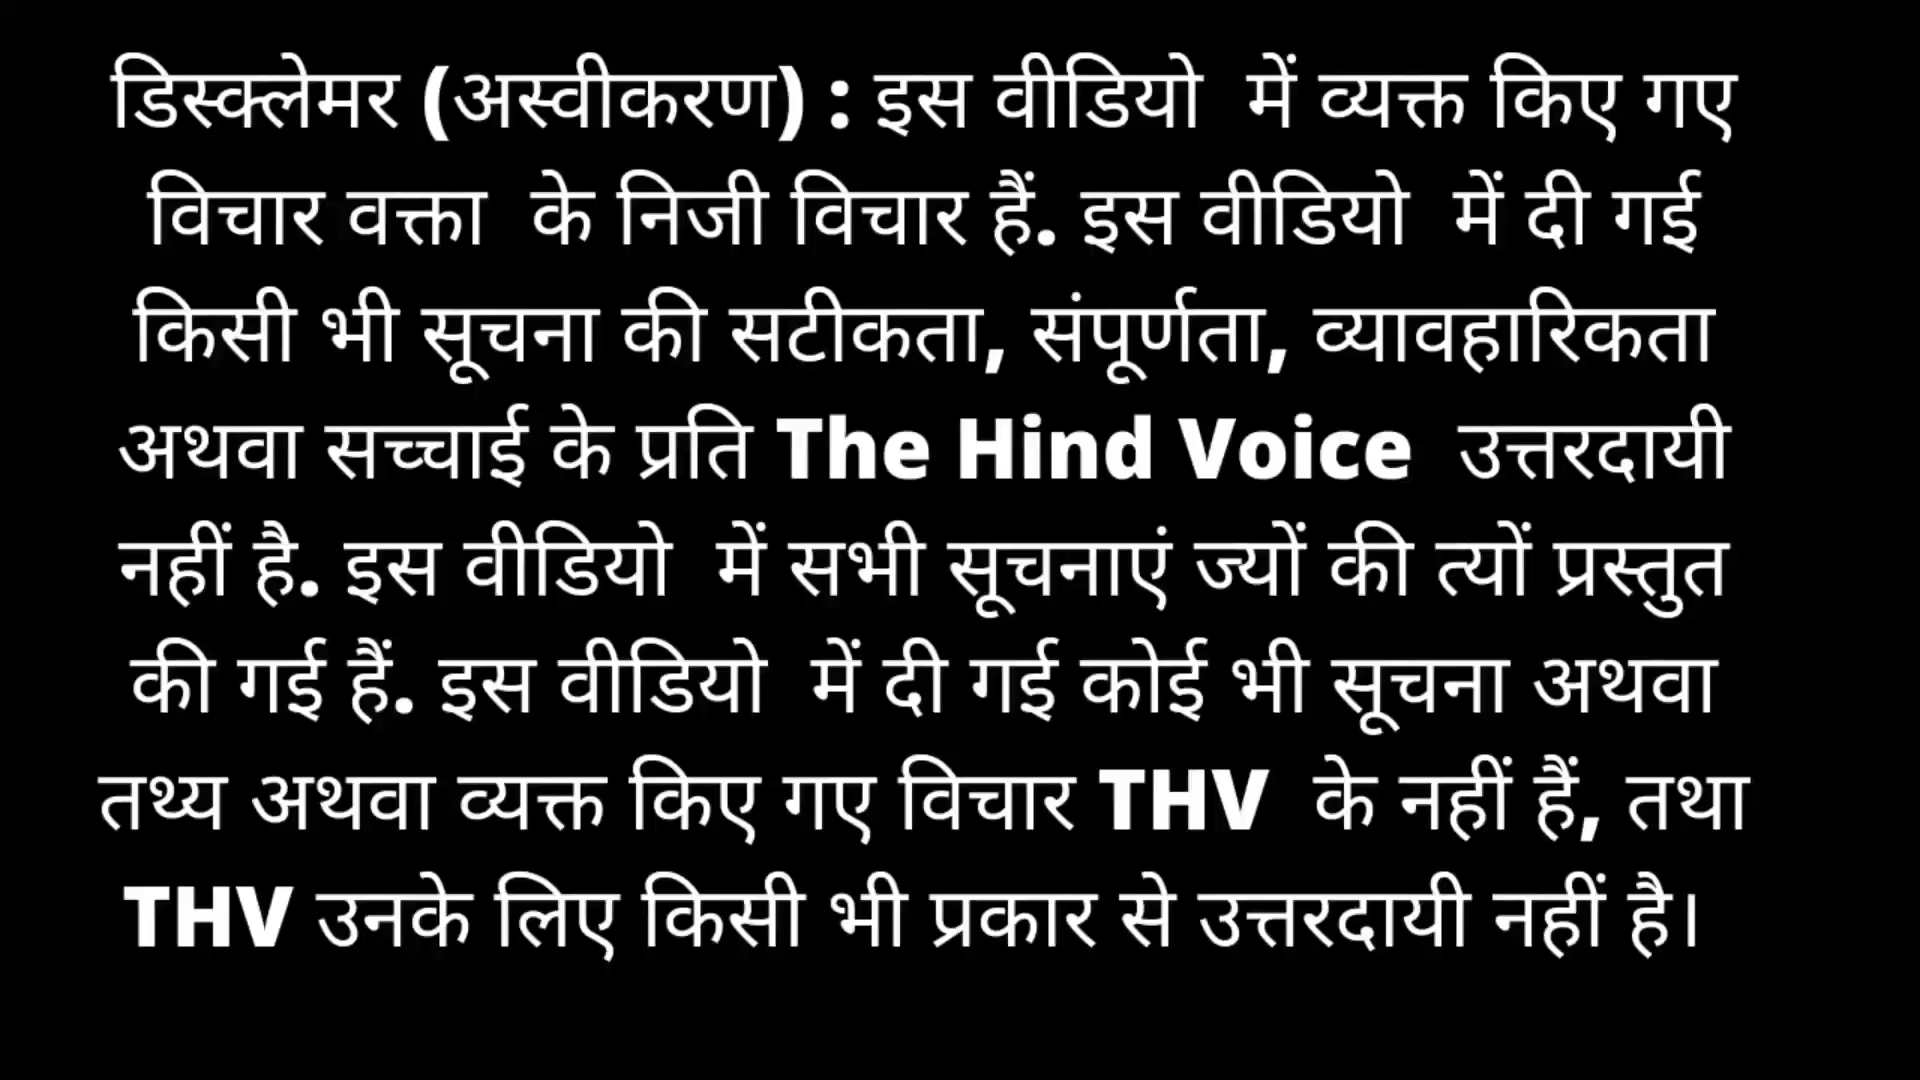 डिस्क्लेमर (अस्वीकरण) : इस वीडियो में व्यक्त किए गए
विचार वक्ता के निजी विचार हैं. इस वीडियो में दी गई
किसी भी सूचना की सटीकता, संपूर्णता, व्यावहारिकता
अथवा सच्चाई के प्रति The Hind Voice उत्तरदायी
नहीं है. इस वीडियो में सभी सूचनाएं ज्यों की त्यों प्रस्तुत
की गई हैं. इस वीडियो में दी गई कोई भी सूचना अथवा
तथ्य अथवा व्यक्त किए गए विचार THV के नहीं हैं, तथा
THV उनके लिए किसी भी प्रकार से उत्तरदायी नहीं है।